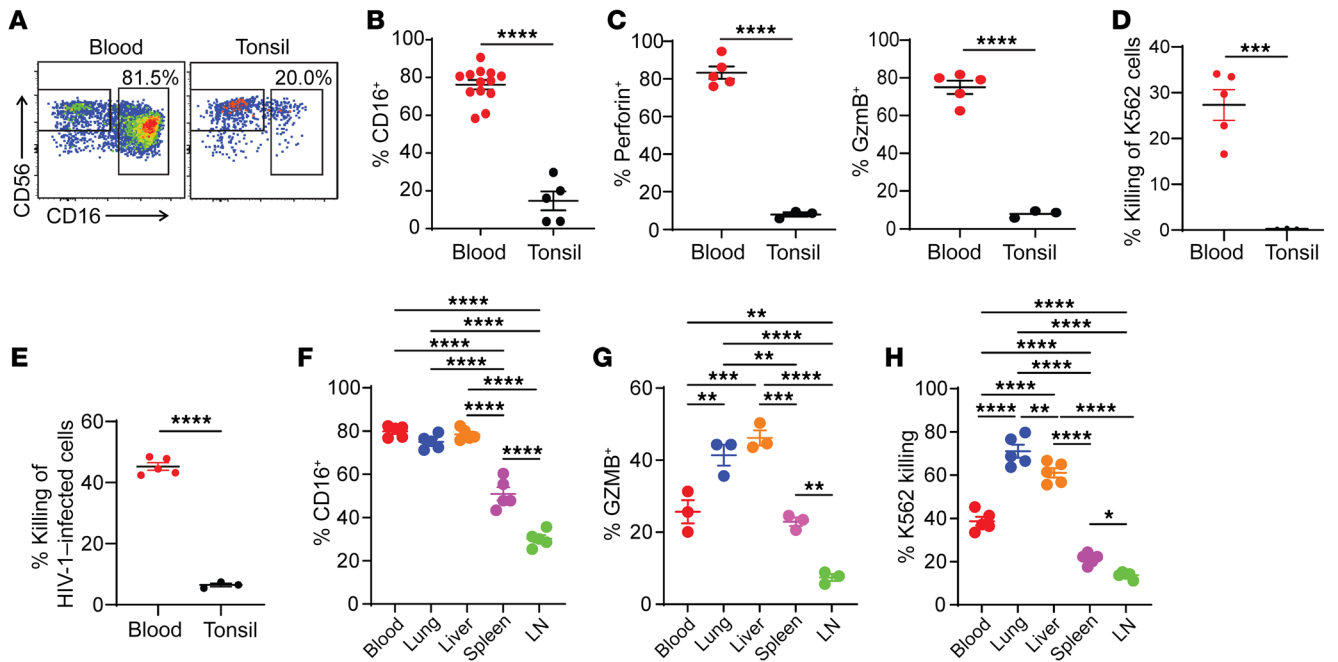 A
Blood
Tonsil
81.5%
20.0%
CD56
CD16
B
****
% CD16+
100
80
60
40
20
0
Blood
Tonsil
C
****
% Perforin+
100
80
60
40
20
0
Blood
Tonsil
****
% GzmB+
100
80
60
40
20
0
Blood
Tonsil
D
***
% Killing of K562 cells
40
30
20
10
0
Blood
Tonsil
E
****
% Killing of
HIV-1–infected cells
60
40
20
0
Blood
Tonsil
F
****
****
****
****
****
****
****
% CD16+
100
80
60
40
20
0
Blood
Lung
Liver
Spleen
LN
G
**
****
**
***
****
**
***
**
% GZMB+
60
40
20
0
Blood
Lung
Liver
Spleen
LN
H
****
****
****
****
****
****
**
****
****
*
% K562 killing
100
80
60
40
20
0
Blood
Lung
Liver
Spleen
LN